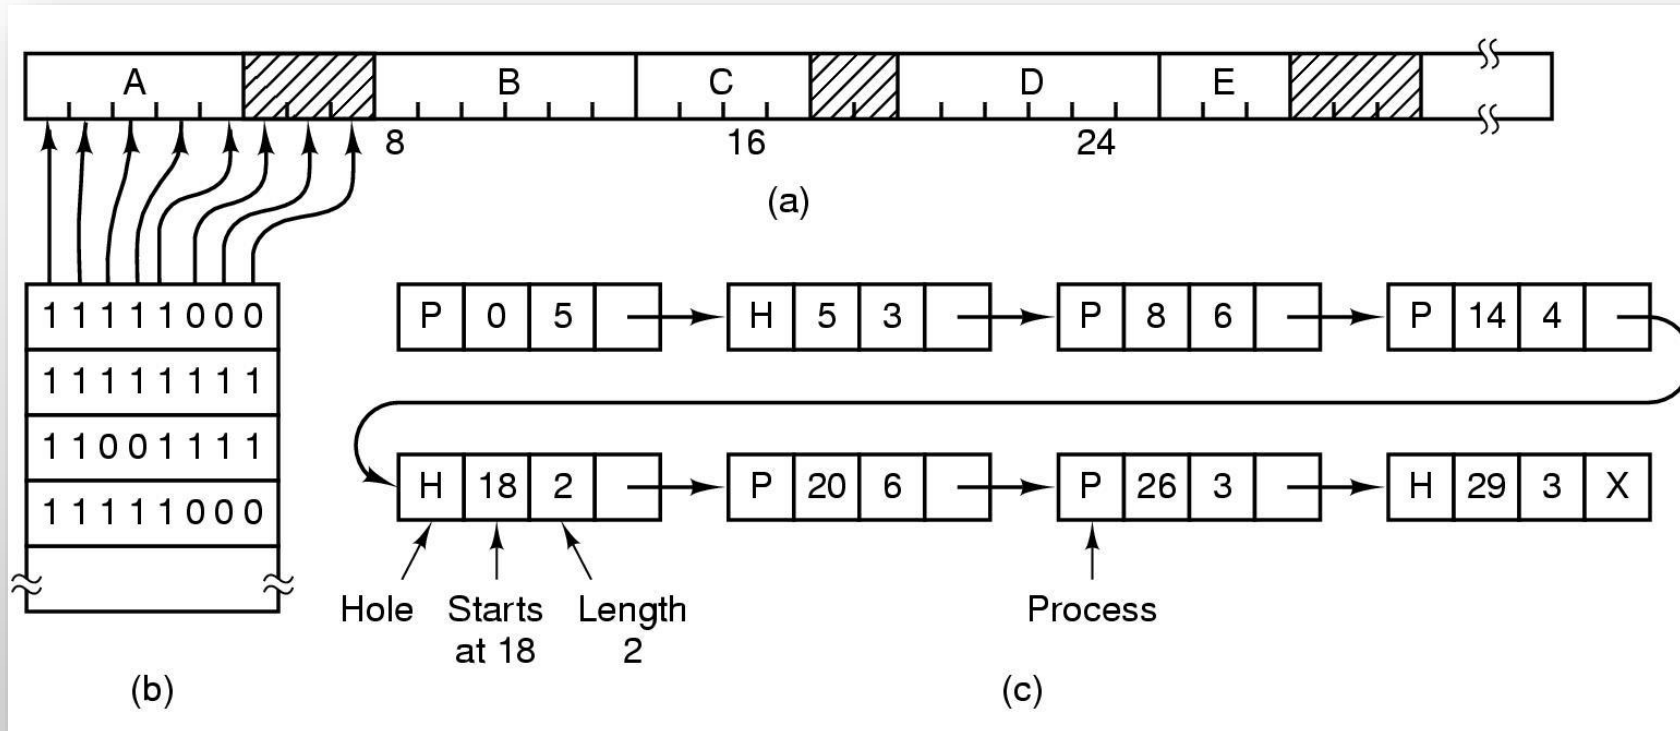 A B C D E
8 16 24
(a)
1 1 1 1 1 0 0 0
1 1 1 1 1 1 1 1
1 1 0 0 1 1 1 1
1 1 1 1 1 0 0 0
(b)
P 0 5 H 5 3 P 8 6 P 14 4
H 18 2 P 20 6 P 26 3 H 29 3 X
Hole Starts Length Process
at 18 2
(c)